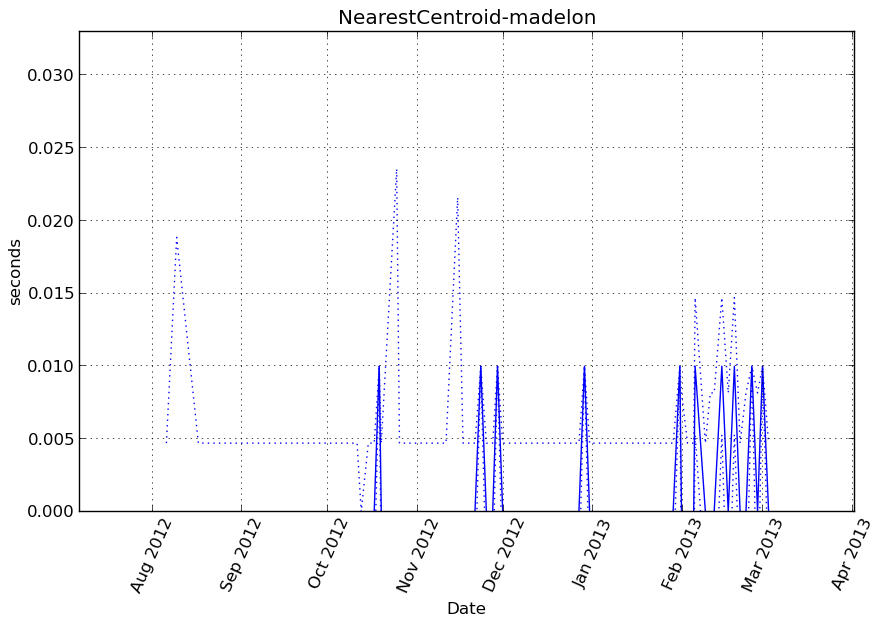 NearestCentroid-madelon
0.030
0.025
0.020
0.015
0.010
0.005
0.000
seconds
Aug 2012
Sep 2012
Oct 2012
Nov 2012
Dec 2012
Jan 2013
Feb 2013
Mar 2013
Apr 2013
Date